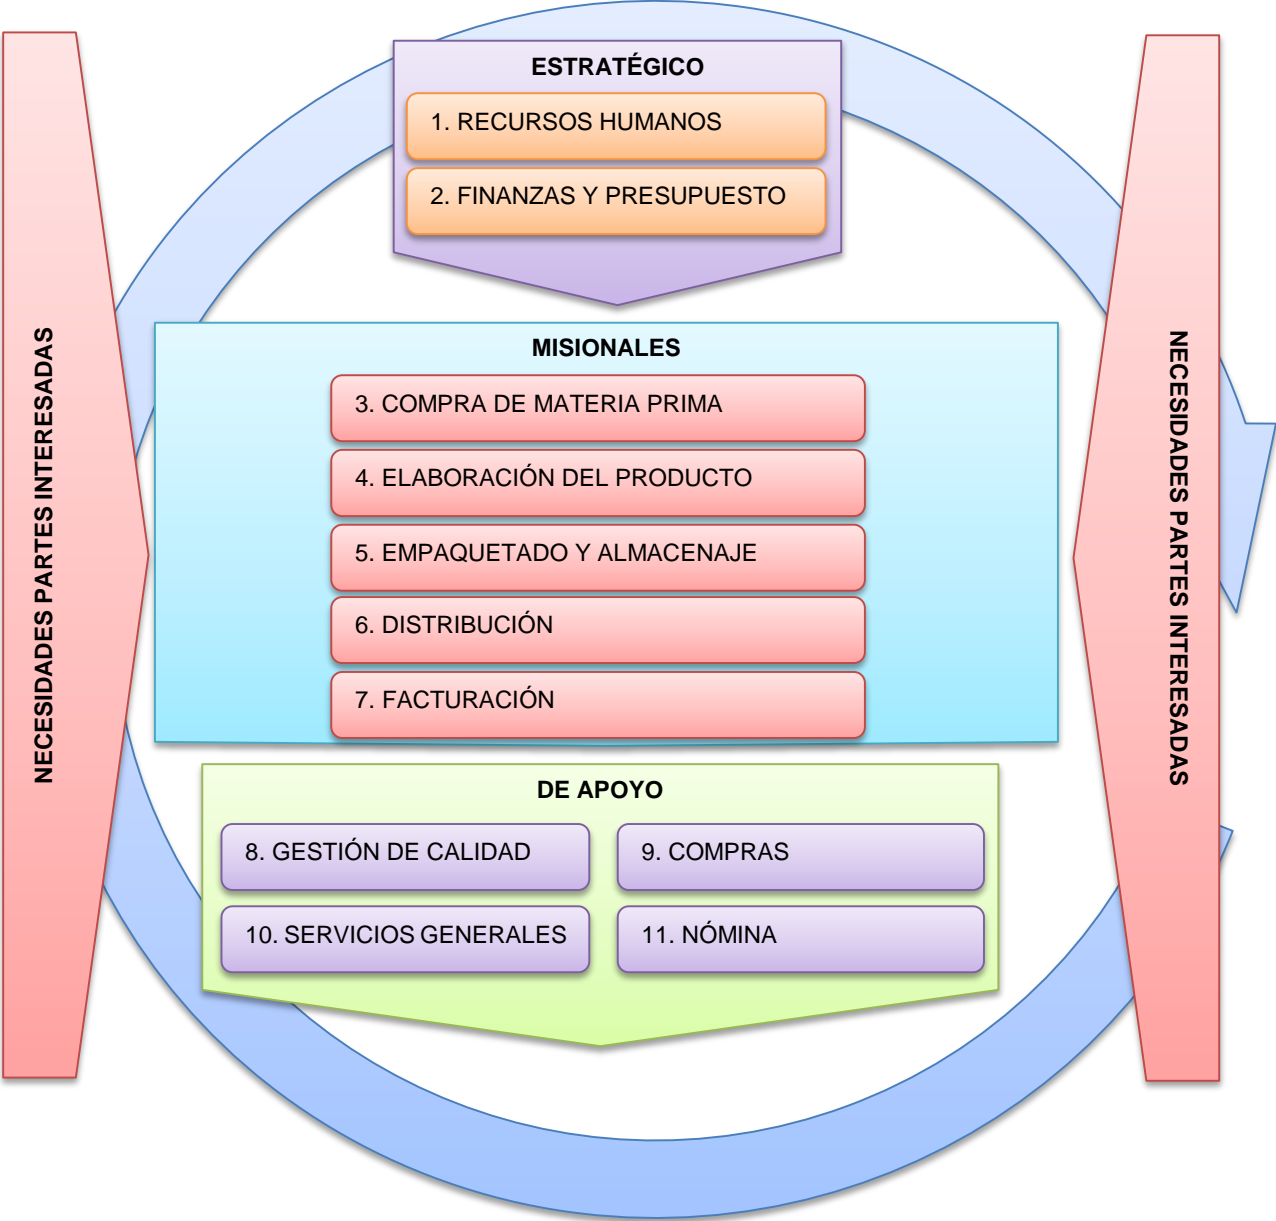 ESTRATÉGICO
1. RECURSOS HUMANOS
2. FINANZAS Y PRESUPUESTO
NECESIDADES PARTES INTERESADAS
MISIONALES
3. COMPRA DE MATERIA PRIMA
4. ELABORACIÓN DEL PRODUCTO
5. EMPAQUETADO Y ALMACENAJE
6. DISTRIBUCIÓN
7. FACTURACIÓN
NECESIDADES PARTES INTERESADAS
DE APOYO
8. GESTIÓN DE CALIDAD
9. COMPRAS
10. SERVICIOS GENERALES
11. NÓMINA